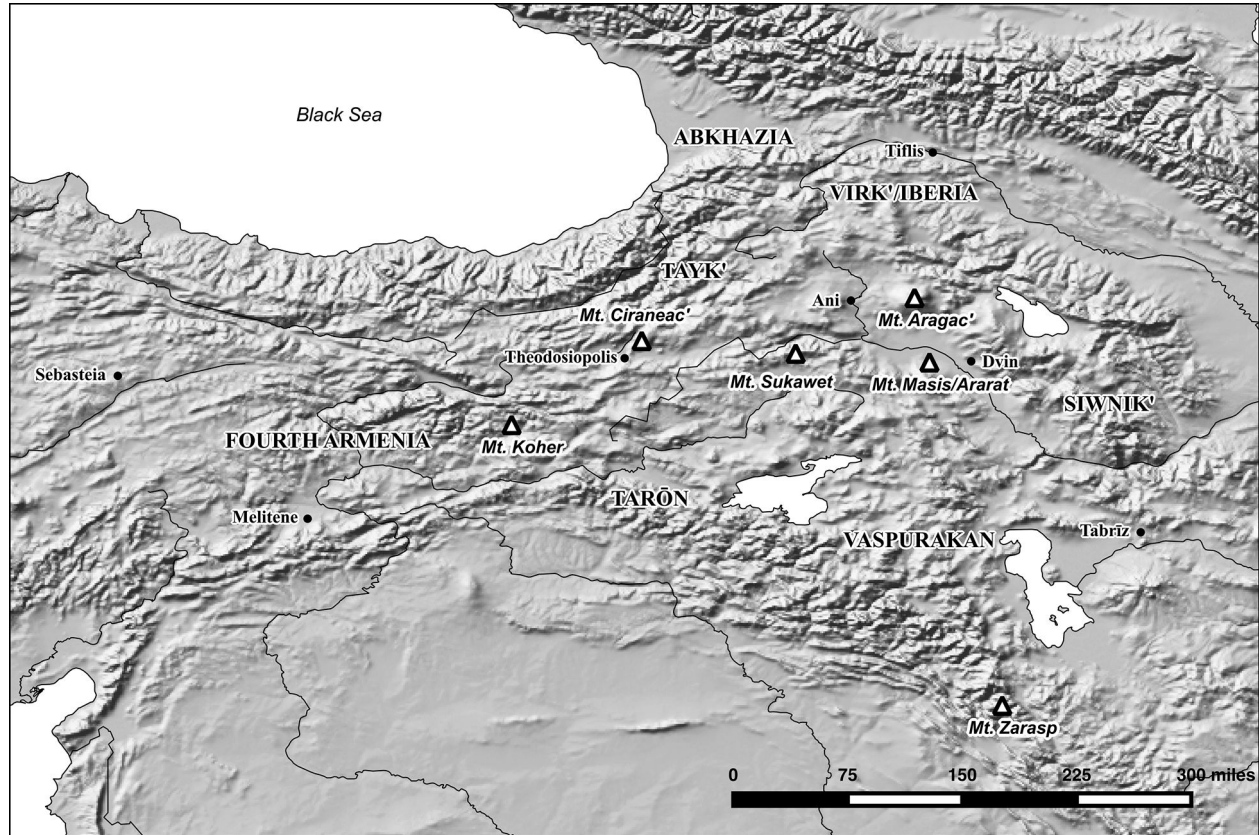 Black Sea
ABKHAZIA
Tiflis
VIRK'/IBERIA
TAYK'
Ani
Mt. Ciraneac'
Mt. Aragac'
Theodosiopolis
Dvin
Sebasteia
Mt. Sukawet
Mt. Masis/Ararat
SIWNIK'
FOURTH ARMENIA
Mt. Koher
TARŌN
Melitene
VASPURAKAN
Tabrīz
Mt. Zarasp
0 75 150 225 300 miles